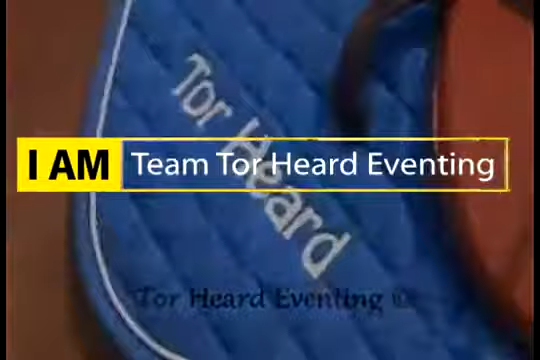 Tor Heard
I AM Team Tor Heard Eventing
Tor Heard Eventing ©